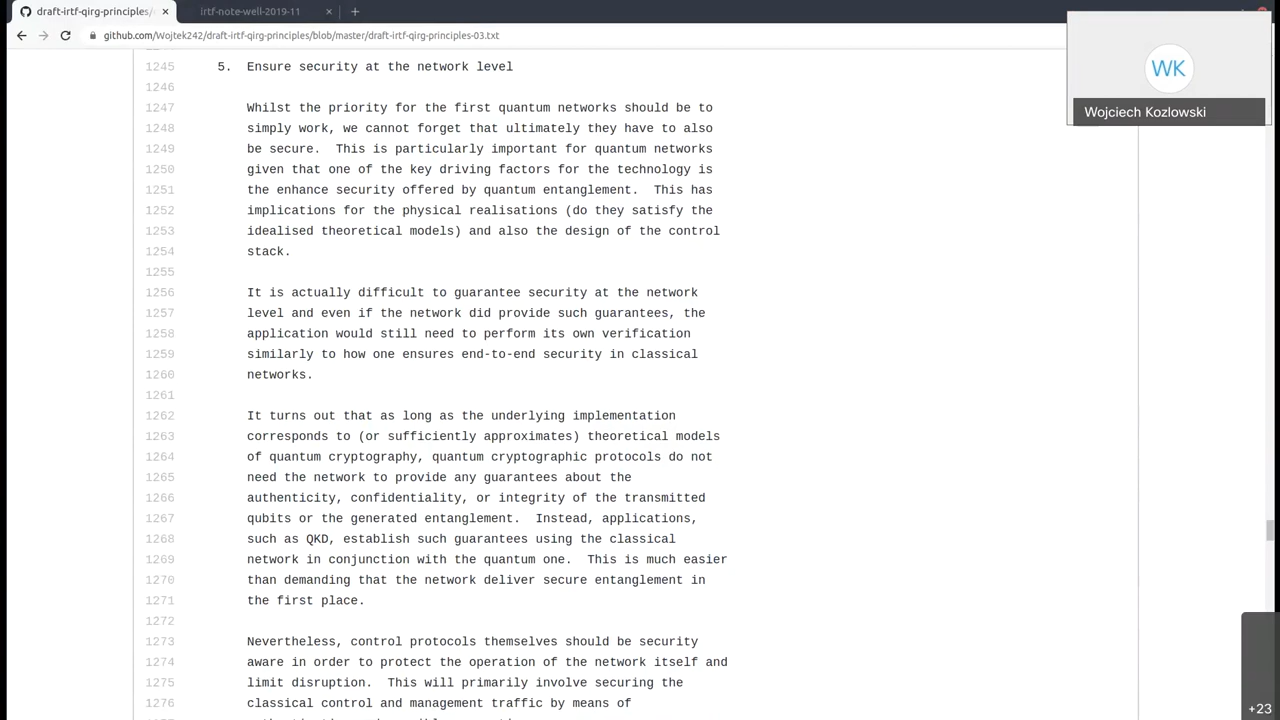 draft-irtf-qirg-principles/
irtf-note-well-2019-11
github.com/Wojtek242/draft-irtf-qirg-principles/blob/master/draft-irtf-qirg-principles-03.txt
WK
Wojciech Kozlowski
1245 5. Ensure security at the network level
1246
1247 Whilst the priority for the first quantum networks should be to
1248 simply work, we cannot forget that ultimately they have to also
1249 be secure. This is particularly important for quantum networks
1250 given that one of the key driving factors for the technology is
1251 the enhance security offered by quantum entanglement. This has
1252 implications for the physical realisations (do they satisfy the
1253 idealised theoretical models) and also the design of the control
1254 stack.
1255
1256 It is actually difficult to guarantee security at the network
1257 level and even if the network did provide such guarantees, the
1258 application would still need to perform its own verification
1259 similarly to how one ensures end-to-end security in classical
1260 networks.
1261
1262 It turns out that as long as the underlying implementation
1263 corresponds to (or sufficiently approximates) theoretical models
1264 of quantum cryptography, quantum cryptographic protocols do not
1265 need the network to provide any guarantees about the
1266 authenticity, confidentiality, or integrity of the transmitted
1267 qubits or the generated entanglement. Instead, applications,
1268 such as QKD, establish such guarantees using the classical
1269 network in conjunction with the quantum one. This is much easier
1270 than demanding that the network deliver secure entanglement in
1271 the first place.
1272
1273 Nevertheless, control protocols themselves should be security
1274 aware in order to protect the operation of the network itself and
1275 limit disruption. This will primarily involve securing the
1276 classical control and management traffic by means of
+23